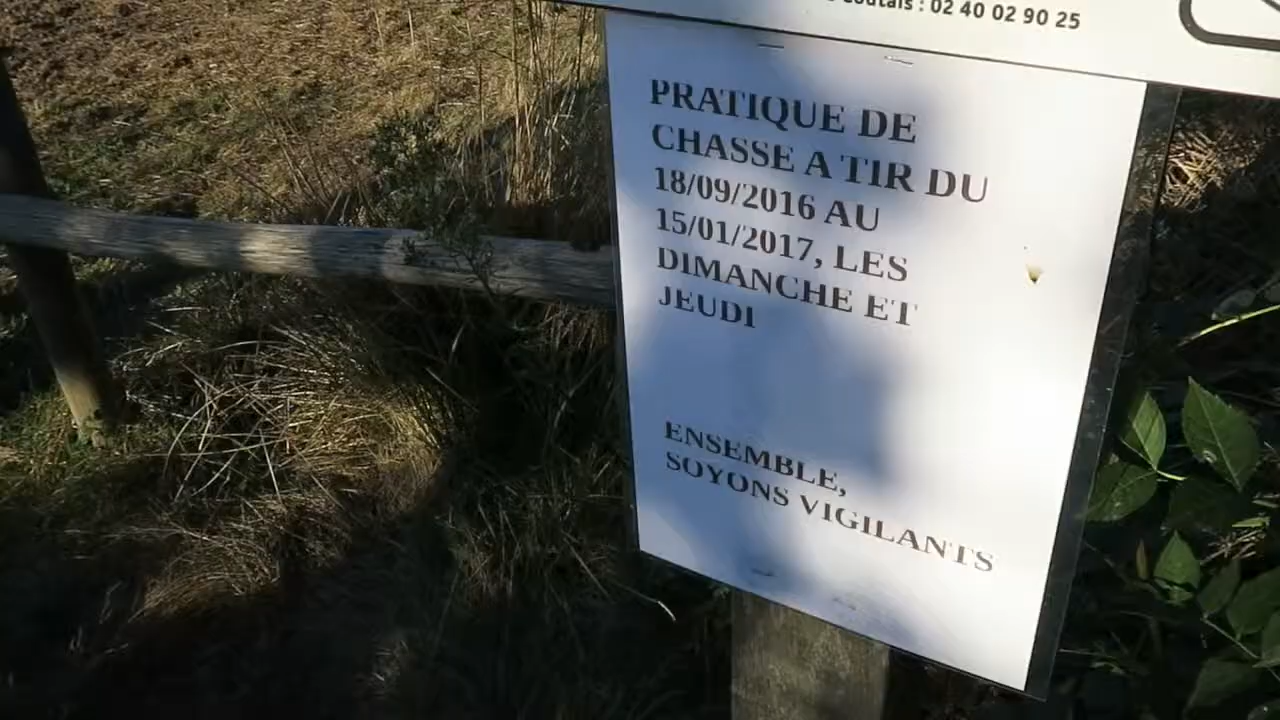 : 02 40 02 90 25
PRATIQUE DE
CHASSE A TIR DU
18/09/2016 AU
15/01/2017, LES
DIMANCHE ET
JEUDI
ENSEMBLE,
SOYONS VIGILANTS